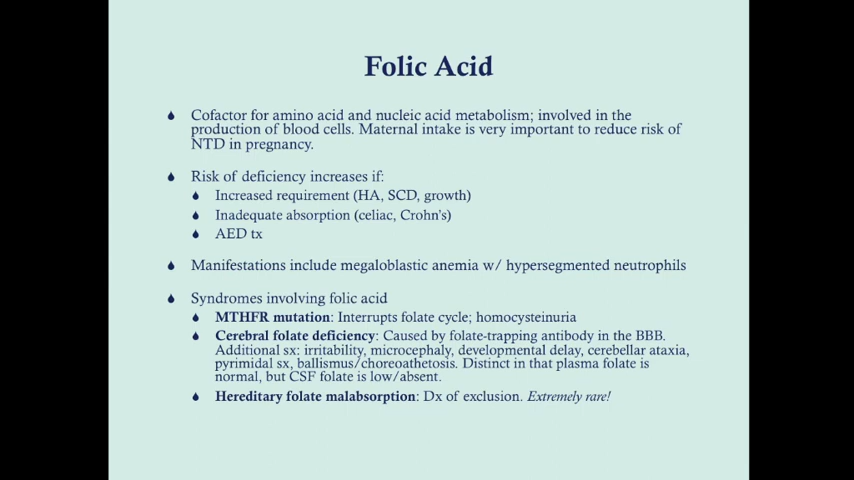 Folic Acid
Cofactor for amino acid and nucleic acid metabolism; involved in the
production of blood cells. Maternal intake is very important to reduce risk of
NTD in pregnancy.
Risk of deficiency increases if:
Increased requirement (HA, SCD, growth)
Inadequate absorption (celiac, Crohn's)
AED tx
Manifestations include megaloblastic anemia w/ hypersegmented neutrophils
Syndromes involving folic acid
MTHFR mutation: Interrupts folate cycle; homocysteinuria
Cerebral folate deficiency: Caused by folate-trapping antibody in the BBB.
Additional sx: irritability, microcephaly, developmental delay, cerebellar ataxia,
pyrimidal sx, ballismus/choreoathetosis. Distinct in that plasma folate is
normal, but CSF folate is low/absent.
Hereditary folate malabsorption: Dx of exclusion. Extremely rare!